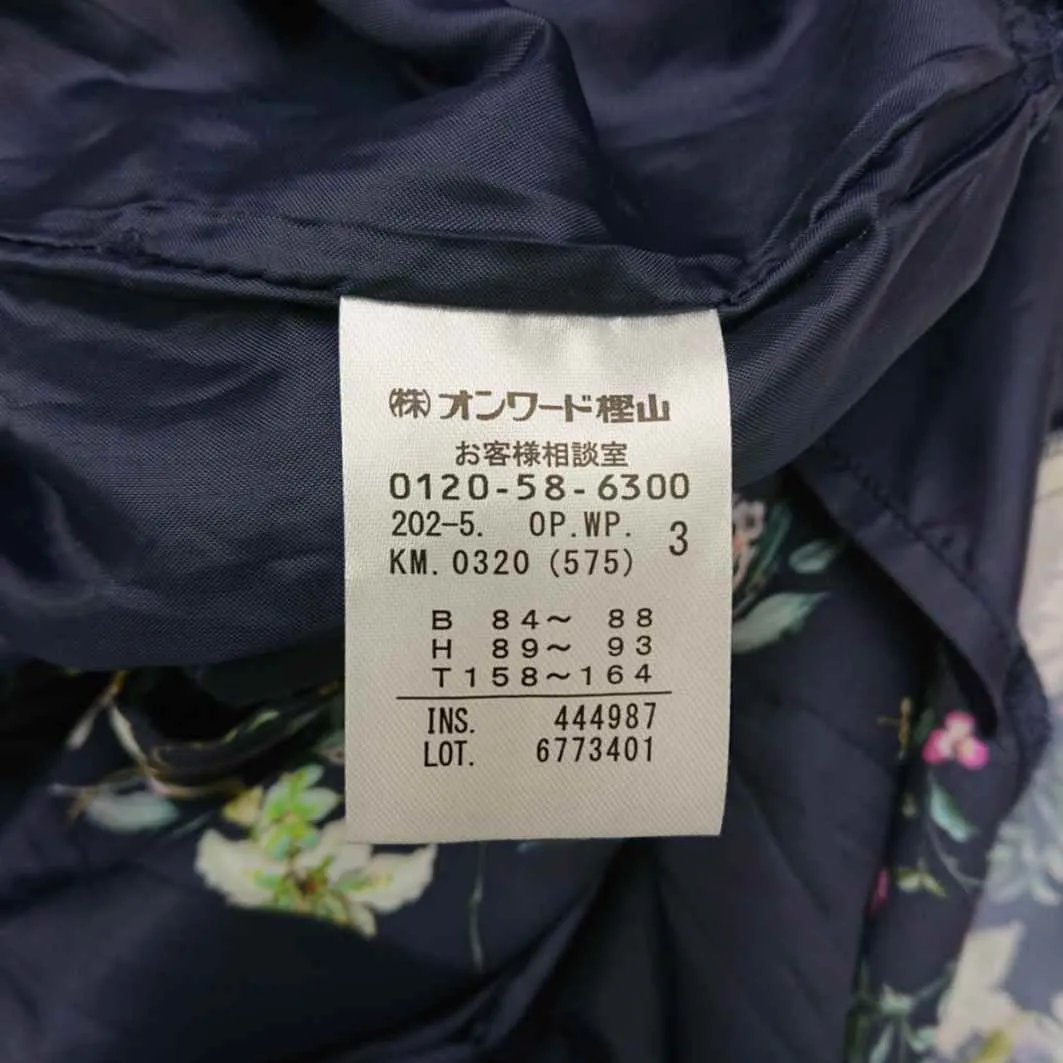 ㈱オンワード樫山
お客様相談室
0120-58-6300
202-5. OP.WP. 3
KM. 0320 (575)
B 84〜 88
H 89〜 93
T158〜164
INS. 444987
LOT. 6773401